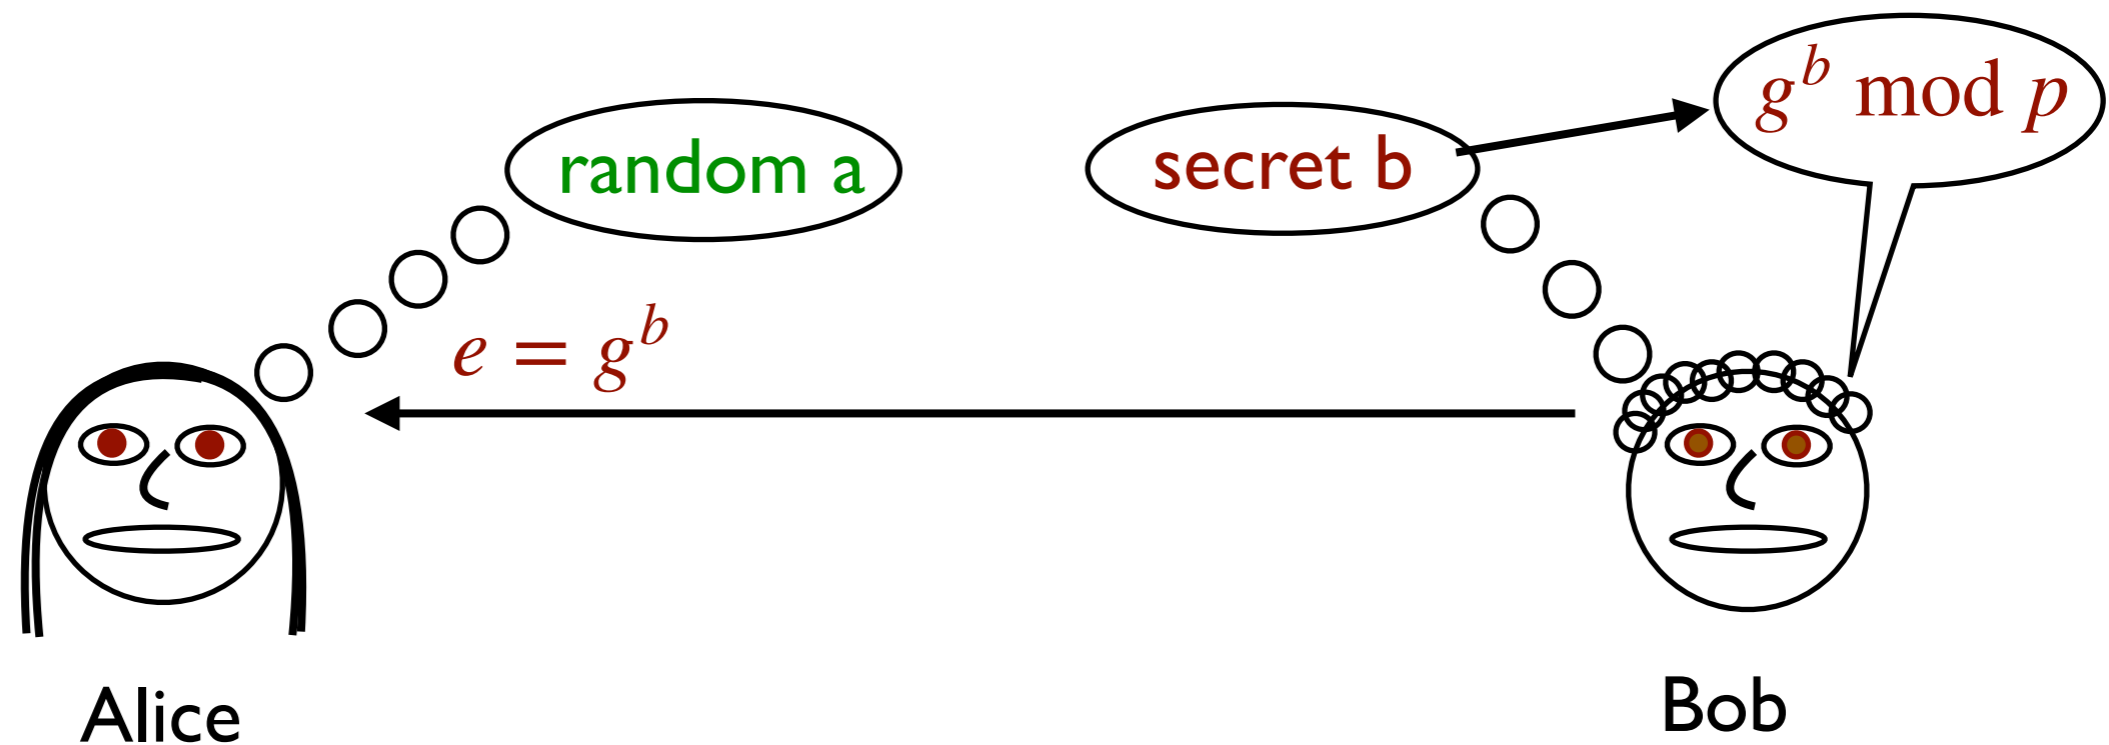 random a
secret b
g^b mod p
e = g^b
Alice
Bob